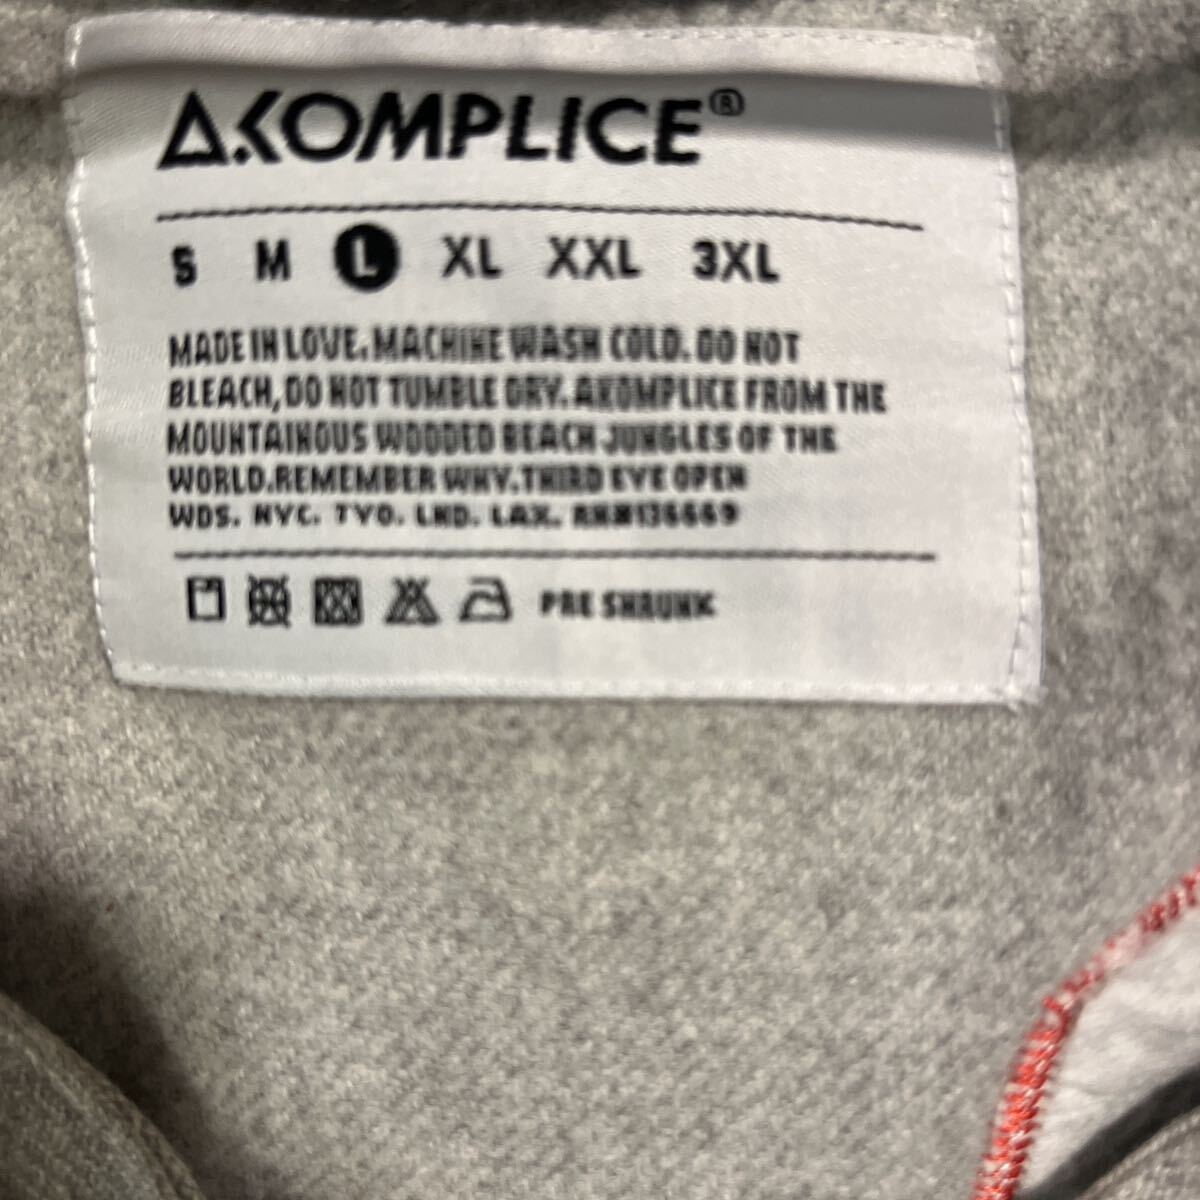 AKOMPLICE®
S M L XL XXL 3XL
MADE IN LOVE. MACHINE WASH COLD. DO NOT
BLEACH, DO NOT TUMBLE DRY. AKOMPLICE FROM THE
MOUNTAINOUS WOODED BEACH JUNGLES OF THE
WORLD. REMEMBER WHY. THIRD EYE OPEN
WDS. NYC. TYO. LND. LAX. RN#136669
PRE SHRUNK